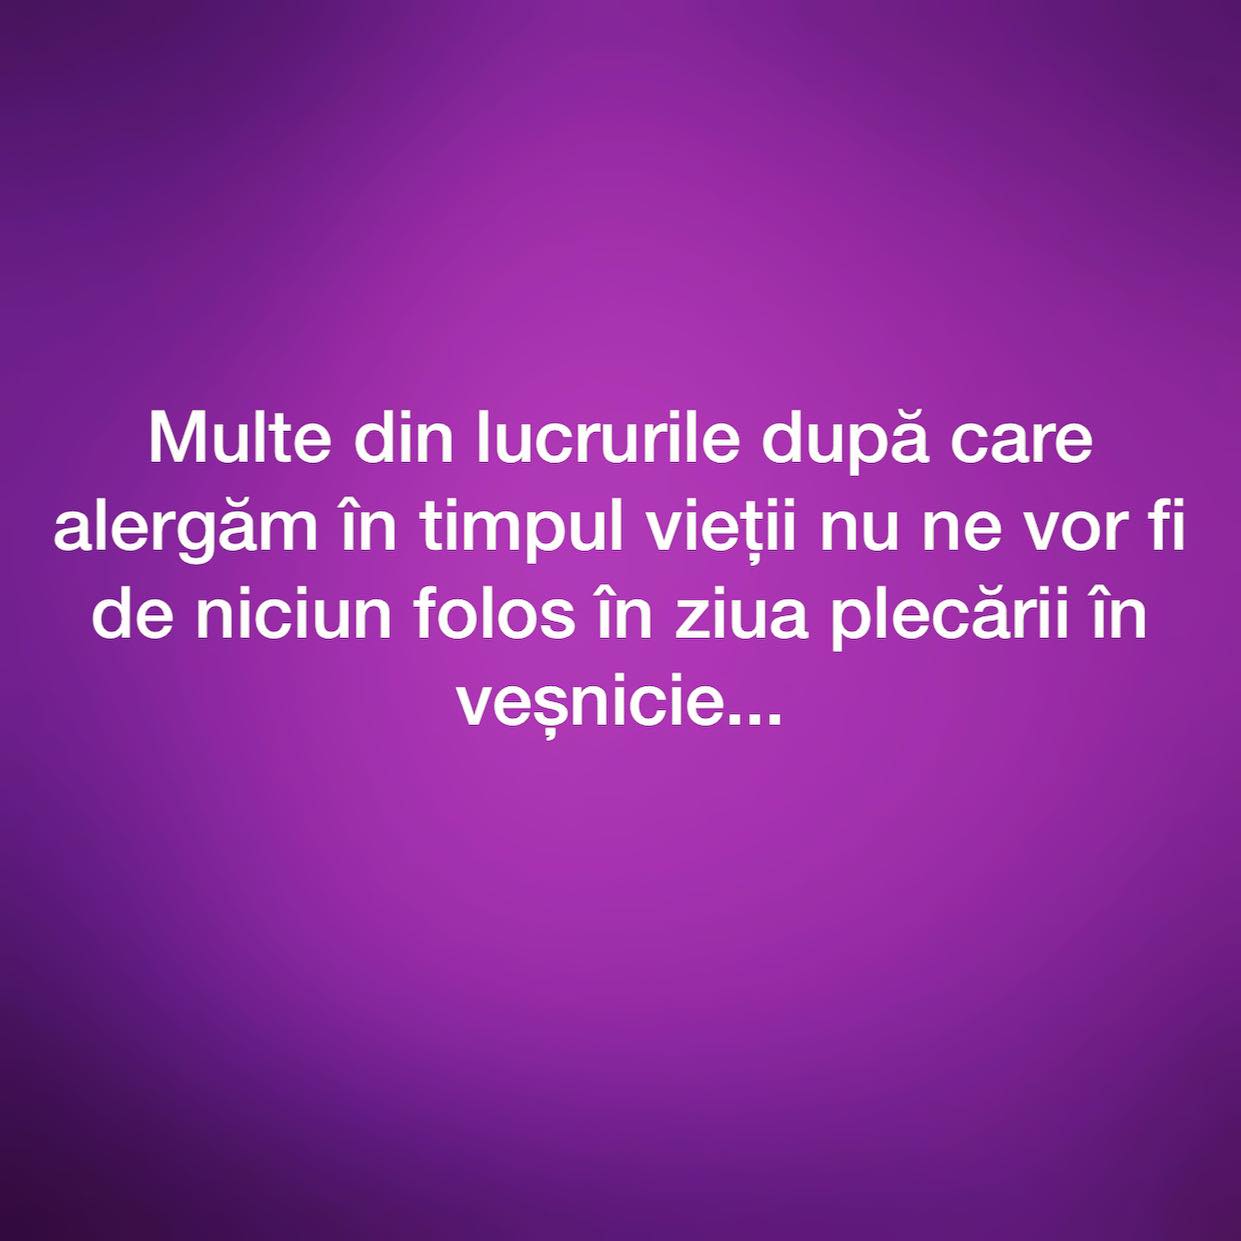 Multe din lucrurile după care
alergăm în timpul vieții nu ne vor fi
de niciun folos în ziua plecării în
veșnicie...